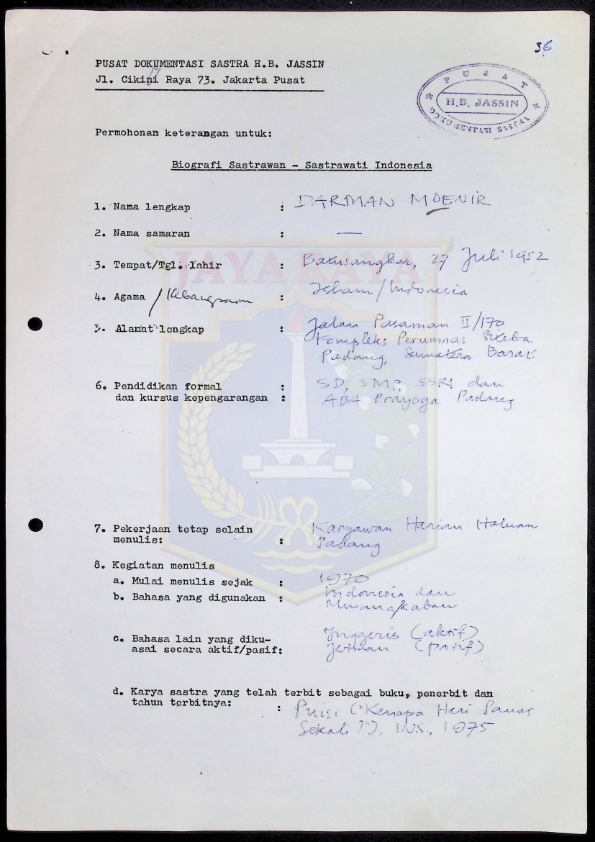 36
PUSAT DOKUMENTASI SASTRA H.B. JASSIN
Jl. Cikini Raya 73. Jakarta Pusat
PUSAT
H.B. JASSIN
DOKUMENTASI SASTRA
Permohonan keterangan untuk:
Biografi Sastrawan - Sastrawati Indonesia
1. Nama lengkap : DARMAN MOENIR
2. Nama samaran : —
JAYA RAYA
3. Tempat/Tgl. lahir : Batusangkar, 27 Juli 1952
4. Agama / Kebangsaan : Islam / Indonesia
5. Alamat lengkap : Jalan Pasaman II/170
Kompleks Perumnas Siteba
Padang, Sumatera Barat.
6. Pendidikan formal : SD, SMP, SSRI dan
dan kursus kepengarangan : ABA Prayoga Padang
7. Pekerjaan tetap selain Karyawan Harian Haluan
menulis: : Padang
8. Kegiatan menulis
a. Mulai menulis sejak : 1970
b. Bahasa yang digunakan : Indonesia dan
Minangkabau
c. Bahasa lain yang diku- Inggeris (aktif)
asai secara aktif/pasif: Jerman (pasif)
d. Karya sastra yang telah terbit sebagai buku, penerbit dan
tahun terbitnya: : Puisi ("Kenapa Hari Panas
Sekali"), 1975